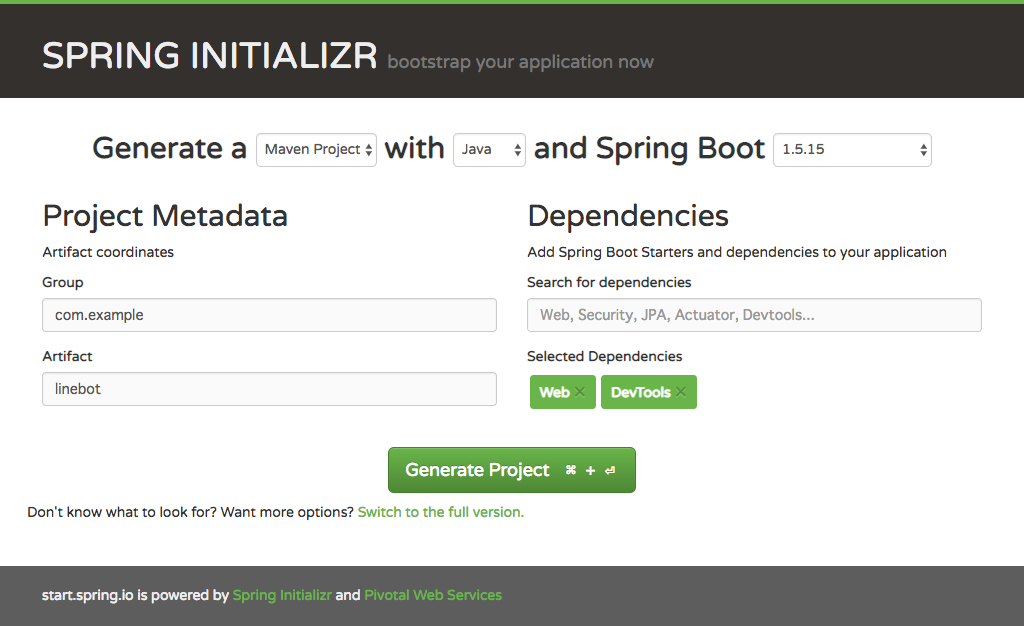 SPRING INITIALIZR bootstrap your application now
Generate a Maven Project with Java and Spring Boot 1.5.15
Project Metadata
Artifact coordinates
Group
com.example
Artifact
linebot
Dependencies
Add Spring Boot Starters and dependencies to your application
Search for dependencies
Web, Security, JPA, Actuator, Devtools...
Selected Dependencies
Web × DevTools ×
Generate Project ⌘ + ⏎
Don't know what to look for? Want more options? Switch to the full version.
start.spring.io is powered by Spring Initializr and Pivotal Web Services